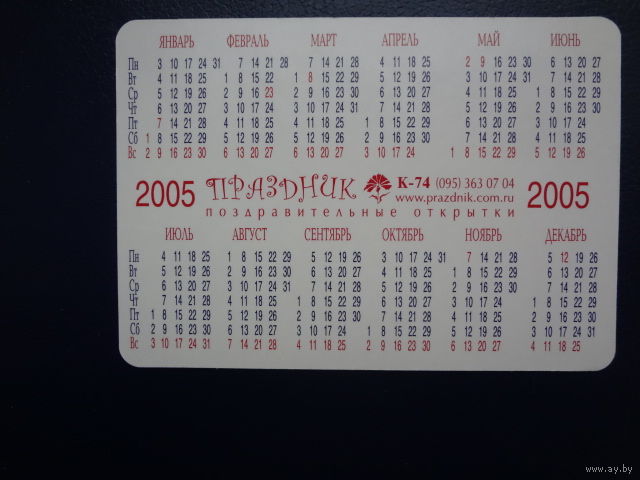 ЯНВАРЬ ФЕВРАЛЬ МАРТ АПРЕЛЬ МАЙ ИЮНЬ
Пн 3 10 17 24 31 7 14 21 28 7 14 21 28 4 11 18 25 2 9 16 23 30 6 13 20 27
Вт 4 11 18 25 1 8 15 22 1 8 15 22 29 5 12 19 26 3 10 17 24 31 7 14 21 28
Ср 5 12 19 26 2 9 16 23 2 9 16 23 30 6 13 20 27 4 11 18 25 1 8 15 22 29
Чт 6 13 20 27 3 10 17 24 3 10 17 24 31 7 14 21 28 5 12 19 26 2 9 16 23 30
Пт 7 14 21 28 4 11 18 25 4 11 18 25 1 8 15 22 29 6 13 20 27 3 10 17 24
Сб 1 8 15 22 29 5 12 19 26 5 12 19 26 2 9 16 23 30 7 14 21 28 4 11 18 25
Вс 2 9 16 23 30 6 13 20 27 6 13 20 27 3 10 17 24 1 8 15 22 29 5 12 19 26
2005 ПРАЗДНИК К-74 (095) 363 07 04 2005
www.prazdnik.com.ru
поздравительные открытки
ИЮЛЬ АВГУСТ СЕНТЯБРЬ ОКТЯБРЬ НОЯБРЬ ДЕКАБРЬ
Пн 4 11 18 25 1 8 15 22 29 5 12 19 26 3 10 17 24 31 7 14 21 28 5 12 19 26
Вт 5 12 19 26 2 9 16 23 30 6 13 20 27 4 11 18 25 1 8 15 22 29 6 13 20 27
Ср 6 13 20 27 3 10 17 24 31 7 14 21 28 5 12 19 26 2 9 16 23 30 7 14 21 28
Чт 7 14 21 28 4 11 18 25 1 8 15 22 29 6 13 20 27 3 10 17 24 1 8 15 22 29
Пт 1 8 15 22 29 5 12 19 26 2 9 16 23 30 7 14 21 28 4 11 18 25 2 9 16 23 30
Сб 2 9 16 23 30 6 13 20 27 3 10 17 24 1 8 15 22 29 5 12 19 26 3 10 17 24 31
Вс 3 10 17 24 31 7 14 21 28 4 11 18 25 2 9 16 23 30 6 13 20 27 4 11 18 25
www.ay.by